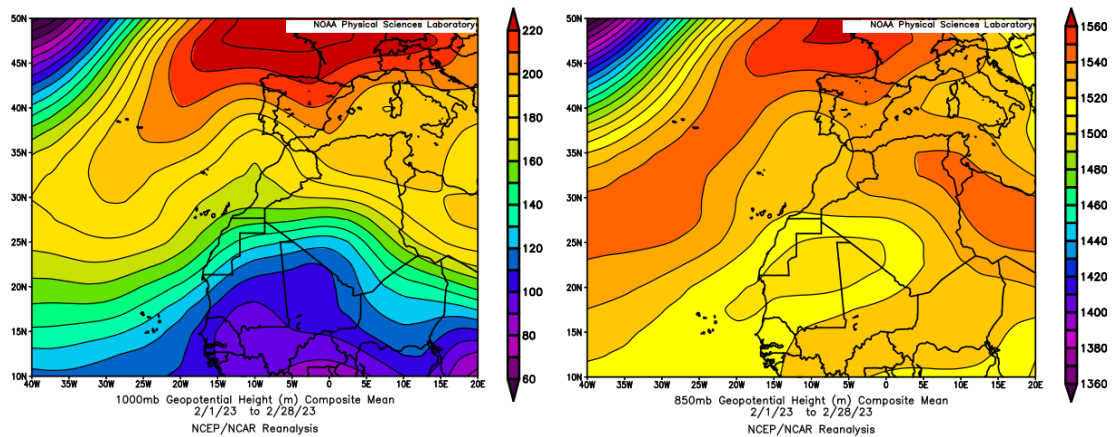 NOAA Physical Sciences Laboratory
50N
45N
40N
35N
30N
25N
20N
15N
10N
40W 35W 30W 25W 20W 15W 10W 5W 0 5E 10E 15E 20E
220
200
180
160
140
120
100
80
60
1000mb Geopotential Height (m) Composite Mean
2/1/23 to 2/28/23
NCEP/NCAR Reanalysis
NOAA Physical Sciences Laboratory
50N
45N
40N
35N
30N
25N
20N
15N
10N
40W 35W 30W 25W 20W 15W 10W 5W 0 5E 10E 15E 20E
1560
1540
1520
1500
1480
1460
1440
1420
1400
1380
1360
850mb Geopotential Height (m) Composite Mean
2/1/23 to 2/28/23
NCEP/NCAR Reanalysis